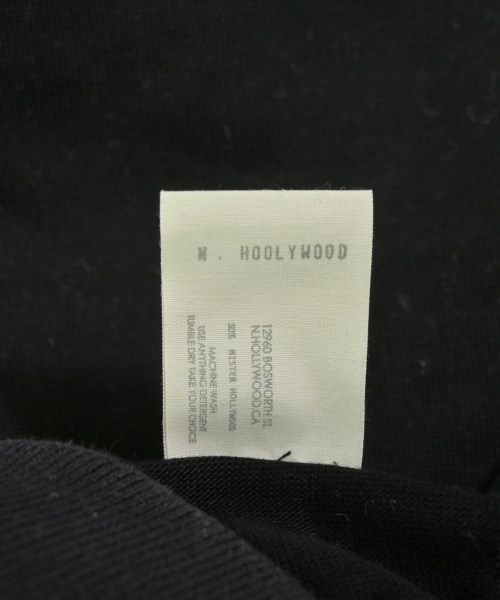 N. HOOLYWOOD
12960 BOSWORTH ST.
N.HOLLYWOOD.CA
MISTER HOLLYWOOD
MACHINE WASH
USE ANYTHING DETERGENT
TUMBLE DRY TAKE YOUR CHOICE